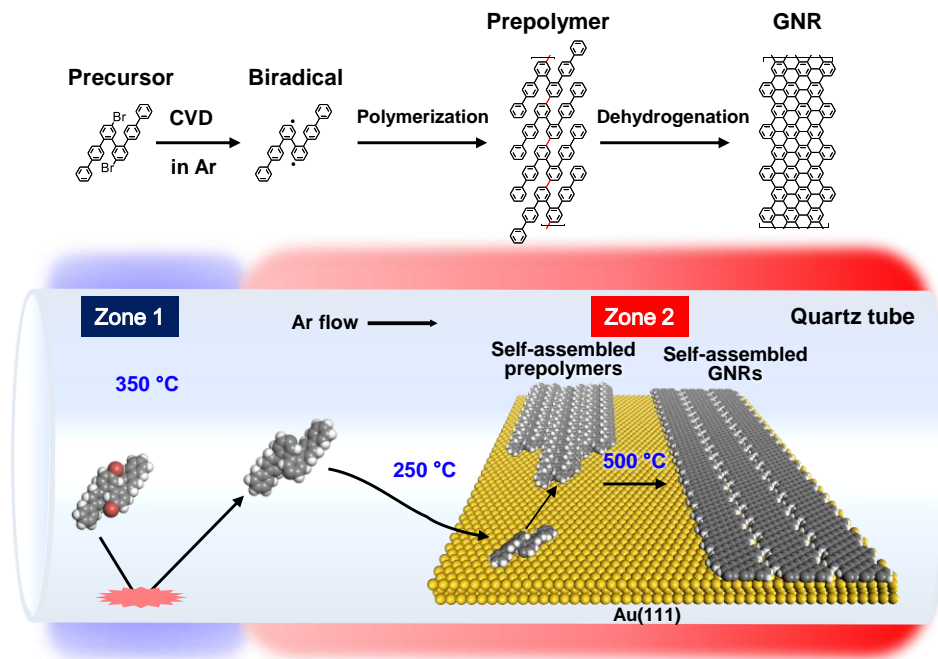 Prepolymer
GNR
Precursor
Biradical
Br
Br
CVD
in Ar
Polymerization
Dehydrogenation
Zone 1
Ar flow
Zone 2
Quartz tube
Self-assembled
prepolymers
Self-assembled
GNRs
350 °C
250 °C
500 °C
Au(111)